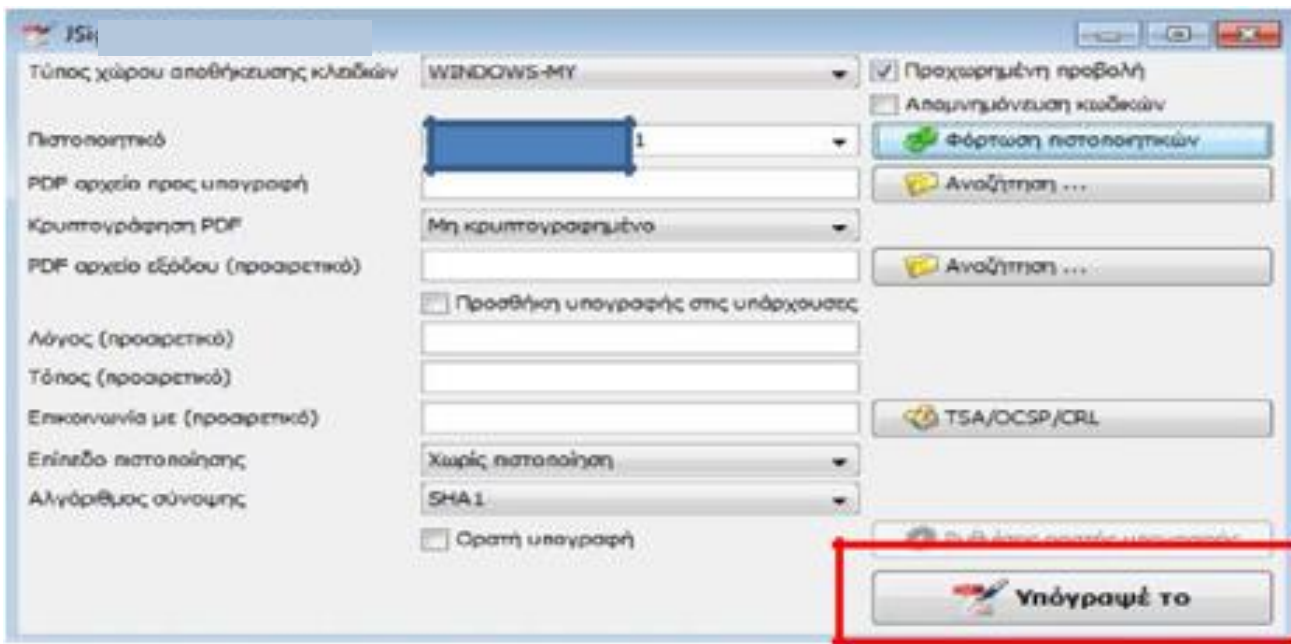 JSi
Τύπος χώρου αποθήκευσης κλειδιών WINDOWS-MY Προχωρημένη προβολή
Απομνημόνευση κωδικών
Πιστοποιητικό 1 Φόρτωση πιστοποιητικών
PDF αρχείο προς υπογραφή Αναζήτηση ...
Κρυπτογράφηση PDF Μη κρυπτογραφημένο
PDF αρχείο εξόδου (προαιρετικό) Αναζήτηση ...
Προσθήκη υπογραφής στις υπάρχουσες
Λόγος (προαιρετικό)
Τόπος (προαιρετικό)
Επικοινωνία με (προαιρετικό) TSA/OCSP/CRL
Επίπεδο πιστοποίησης Χωρίς πιστοποίηση
Αλγόριθμος σύνοψης SHA1
Ορατή υπογραφή
Υπόγραψέ το